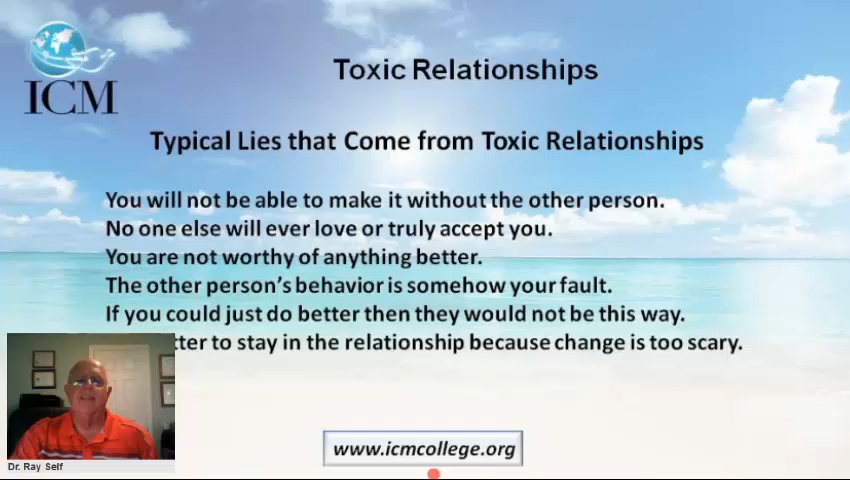 ICM
Toxic Relationships
Typical Lies that Come from Toxic Relationships
You will not be able to make it without the other person.
No one else will ever love or truly accept you.
You are not worthy of anything better.
The other person's behavior is somehow your fault.
If you could just do better then they would not be this way.
to stay in the relationship because change is too scary.
Dr. Ray Self
www.icmcollege.org